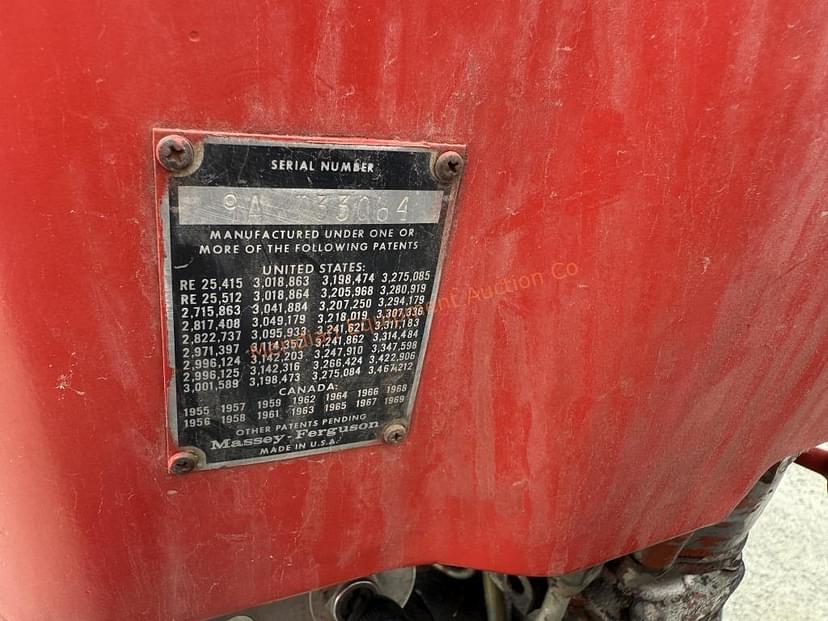 SERIAL NUMBER
9A 33064
MANUFACTURED UNDER ONE OR
MORE OF THE FOLLOWING PATENTS
UNITED STATES:
RE 25,415 3,018,863 3,198,474 3,275,085
RE 25,512 3,018,864 3,205,968 3,280,919
2,715,863 3,041,884 3,207,250 3,294,179
2,817,408 3,049,179 3,218,019 3,307,336
2,822,737 3,095,933 3,241,621 3,311,183
2,971,397 3,241,862 3,314,484
2,996,124 3,142,203 3,247,910 3,347,598
2,996,125 3,142,316 3,266,424 3,422,906
3,001,589 3,198,473 3,275,084 3,467,212
CANADA:
1955 1957 1959 1962 1964 1966 1968
1956 1958 1961 1963 1965 1967 1969
OTHER PATENTS PENDING
Massey-Ferguson
MADE IN U.S.A.
Meridian Equipment Auction Co